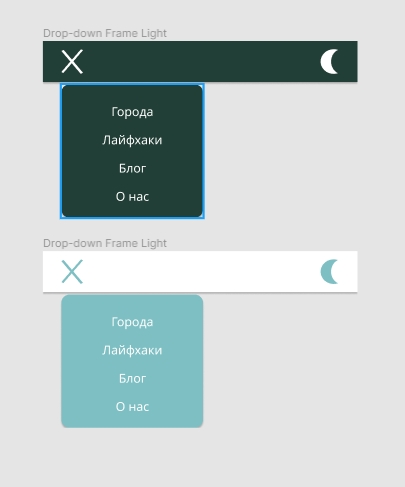 Drop-down Frame Light
Города
Лайфхаки
Блог
О нас
Drop-down Frame Light
Города
Лайфхаки
Блог
О нас